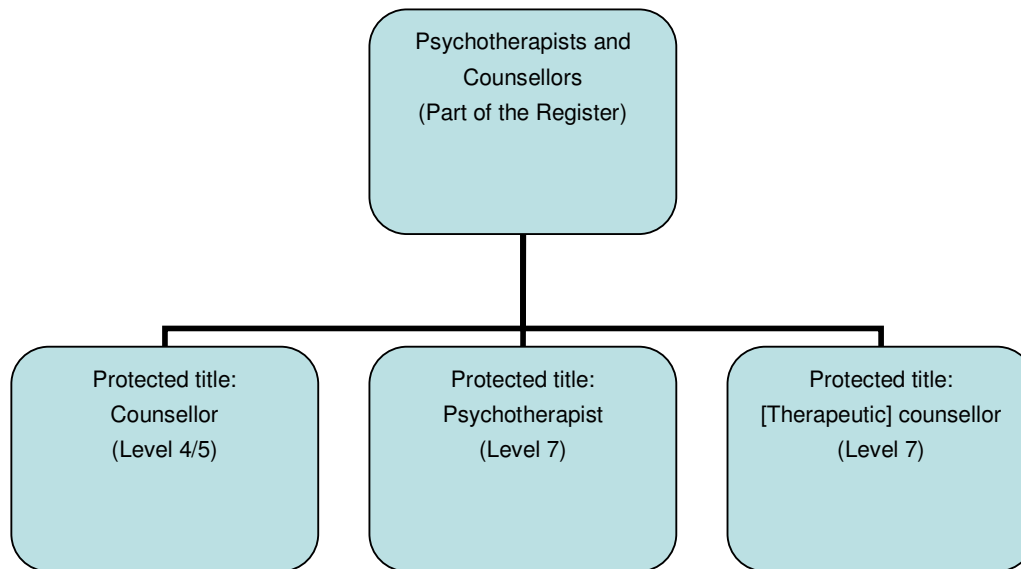 Psychotherapists and
Counsellors
(Part of the Register)
Protected title:
Counsellor
(Level 4/5)
Protected title:
Psychotherapist
(Level 7)
Protected title:
[Therapeutic] counsellor
(Level 7)